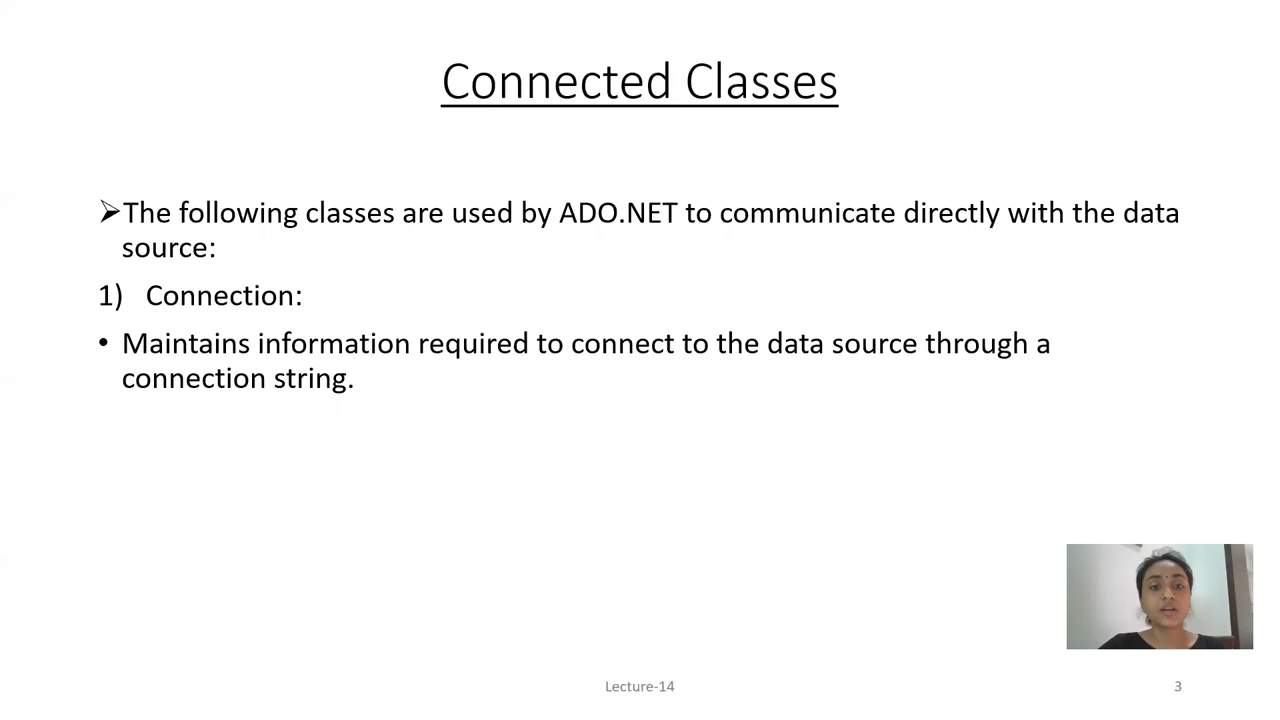 Connected Classes
➢The following classes are used by ADO.NET to communicate directly with the data
source:
1) Connection:
• Maintains information required to connect to the data source through a
connection string.
Lecture-14
3